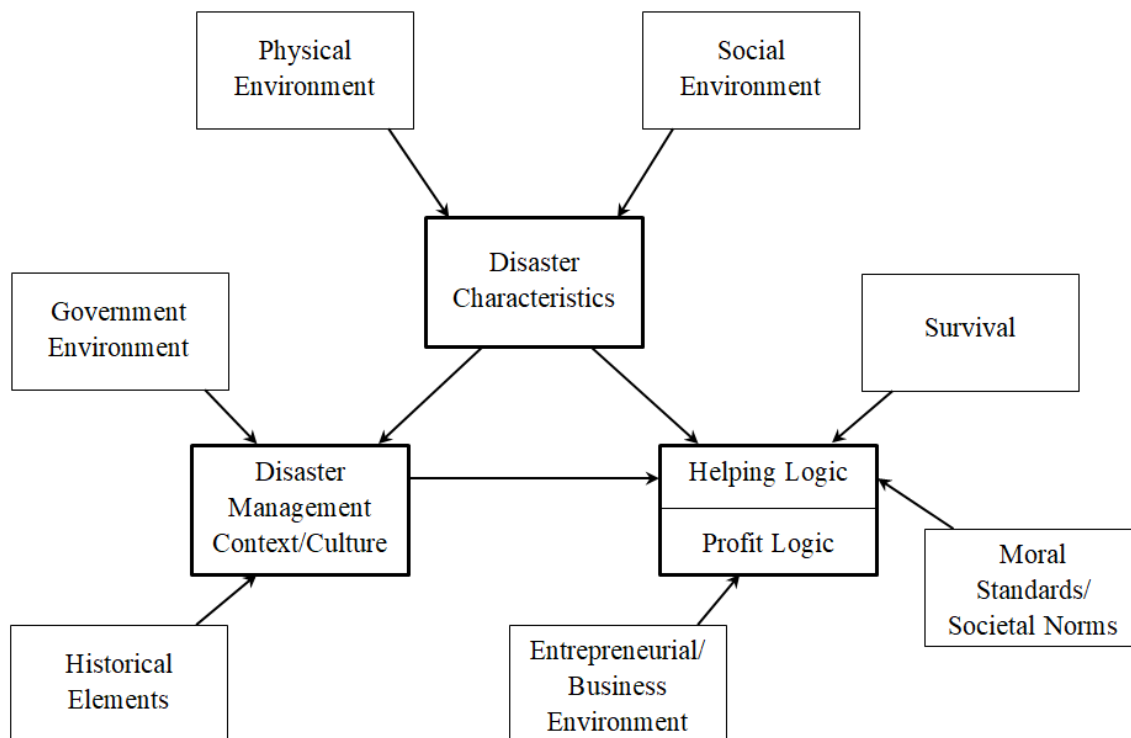 Physical
Environment
Social
Environment
Disaster
Characteristics
Government
Environment
Survival
Disaster
Management
Context/Culture
Helping Logic
Profit Logic
Moral
Standards/
Societal Norms
Historical
Elements
Entrepreneurial/
Business
Environment